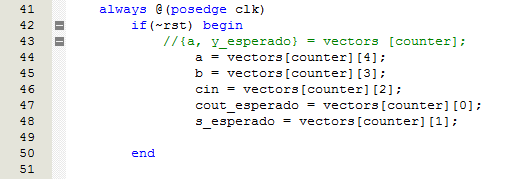 41 always @(posedge clk)
42 if(~rst) begin
43 //{a, y_esperado} = vectors [counter];
44 a = vectors[counter][4];
45 b = vectors[counter][3];
46 cin = vectors[counter][2];
47 cout_esperado = vectors[counter][0];
48 s_esperado = vectors[counter][1];
49
50 end
51